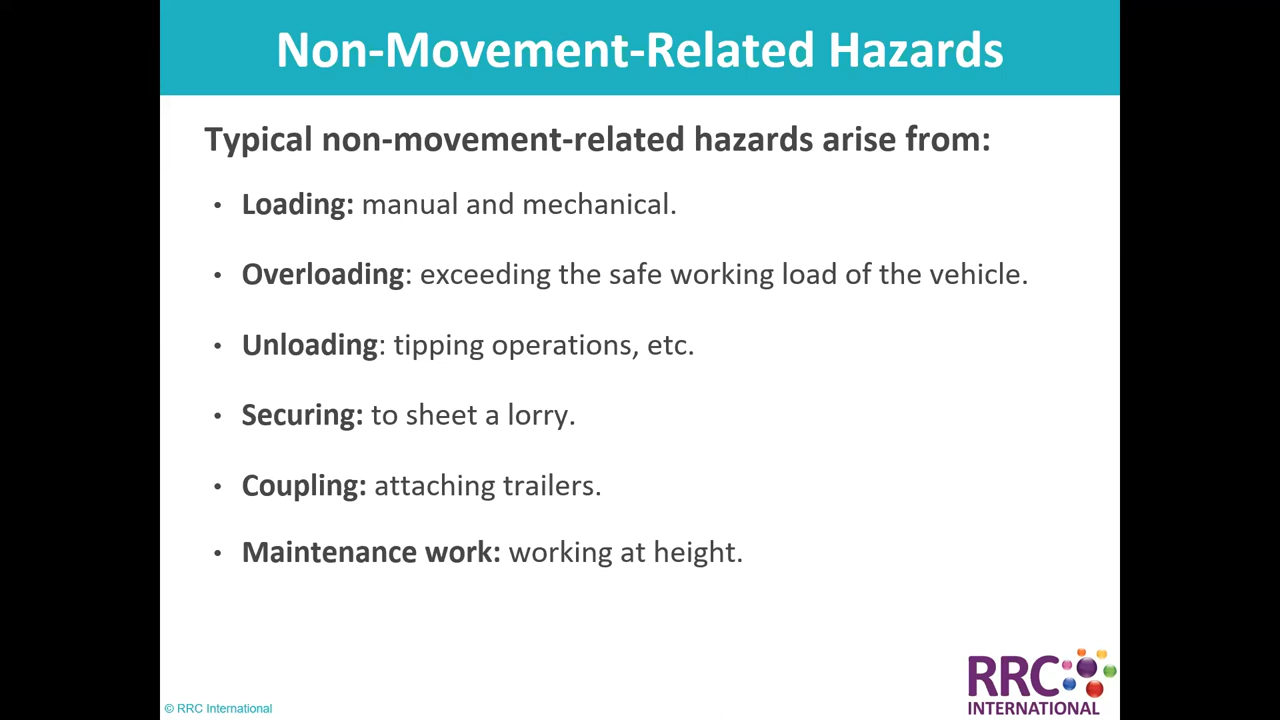 Non-Movement-Related Hazards
Typical non-movement-related hazards arise from:
• Loading: manual and mechanical.
• Overloading: exceeding the safe working load of the vehicle.
• Unloading: tipping operations, etc.
• Securing: to sheet a lorry.
• Coupling: attaching trailers.
• Maintenance work: working at height.
RRC
INTERNATIONAL
© RRC International